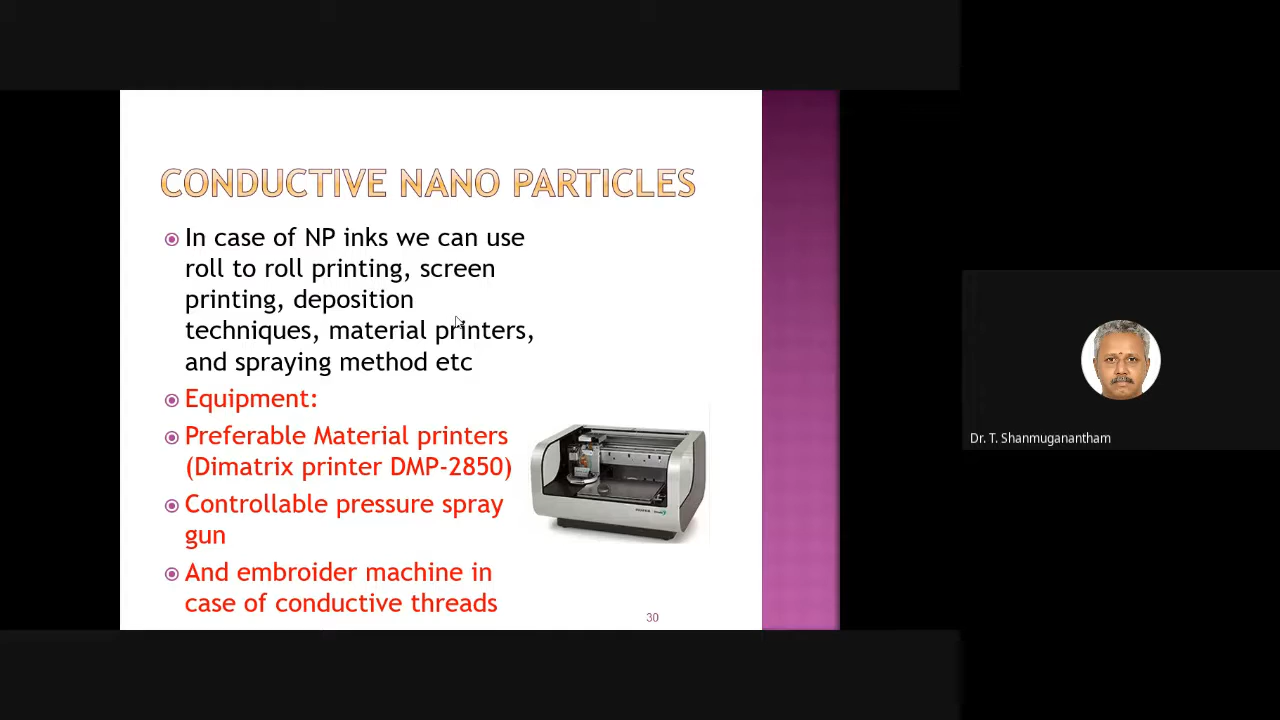 CONDUCTIVE NANO PARTICLES
In case of NP inks we can use
roll to roll printing, screen
printing, deposition
techniques, material printers,
and spraying method etc
Equipment:
Preferable Material printers
(Dimatrix printer DMP-2850)
Controllable pressure spray
gun
And embroider machine in
case of conductive threads
30
Dr. T. Shanmuganantham